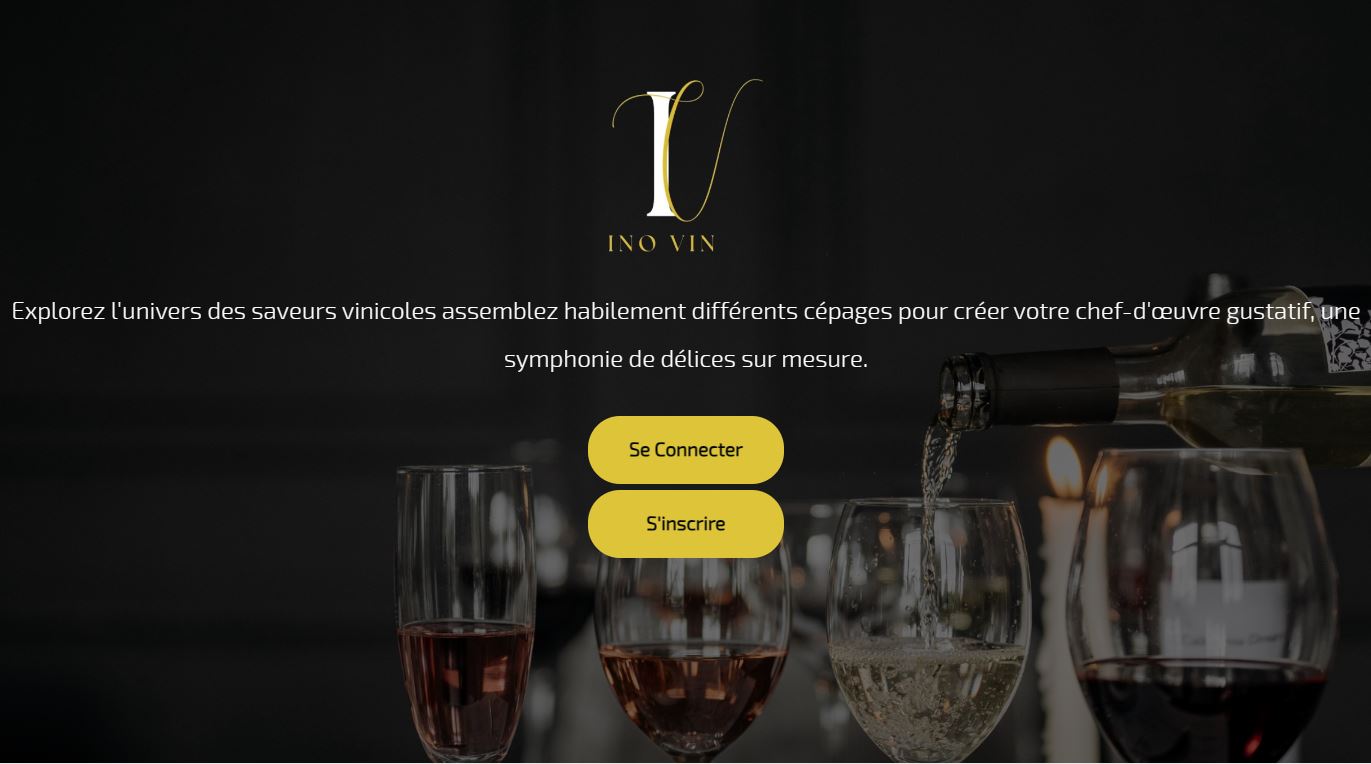 IV
INO VIN
Explorez l'univers des saveurs vinicoles assemblez habilement différents cépages pour créer votre chef-d'œuvre gustatif, une
symphonie de délices sur mesure.
Se Connecter
S'inscrire